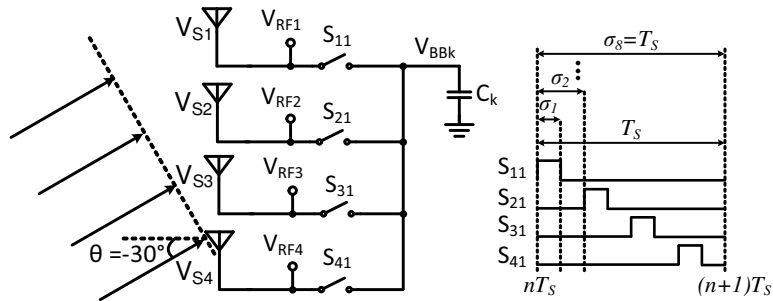 V_S1
V_RF1
S_11
V_BBk
C_k
V_S2
V_RF2
S_21
V_S3
V_RF3
S_31
θ =-30°
V_S4
V_RF4
S_41
σ_8=T_S
σ_2
σ_1
T_S
S_11
S_21
S_31
S_41
nT_S
(n+1)T_S